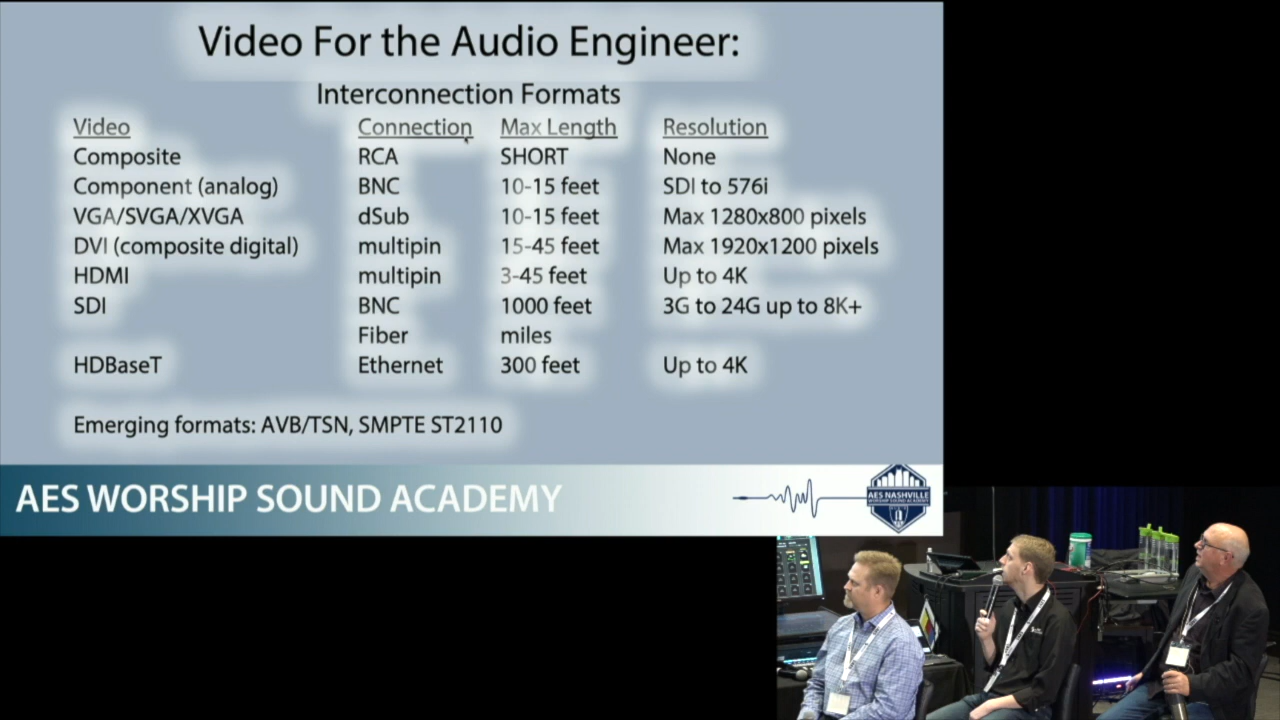 Video For the Audio Engineer:
Interconnection Formats
Video Connection Max Length Resolution
Composite RCA SHORT None
Component (analog) BNC 10-15 feet SDI to 576i
VGA/SVGA/XVGA dSub 10-15 feet Max 1280x800 pixels
DVI (composite digital) multipin 15-45 feet Max 1920x1200 pixels
HDMI multipin 3-45 feet Up to 4K
SDI BNC 1000 feet 3G to 24G up to 8K+
Fiber miles
HDBaseT Ethernet 300 feet Up to 4K
Emerging formats: AVB/TSN, SMPTE ST2110
AES WORSHIP SOUND ACADEMY
AES NASHVILLE
WORSHIP SOUND ACADEMY